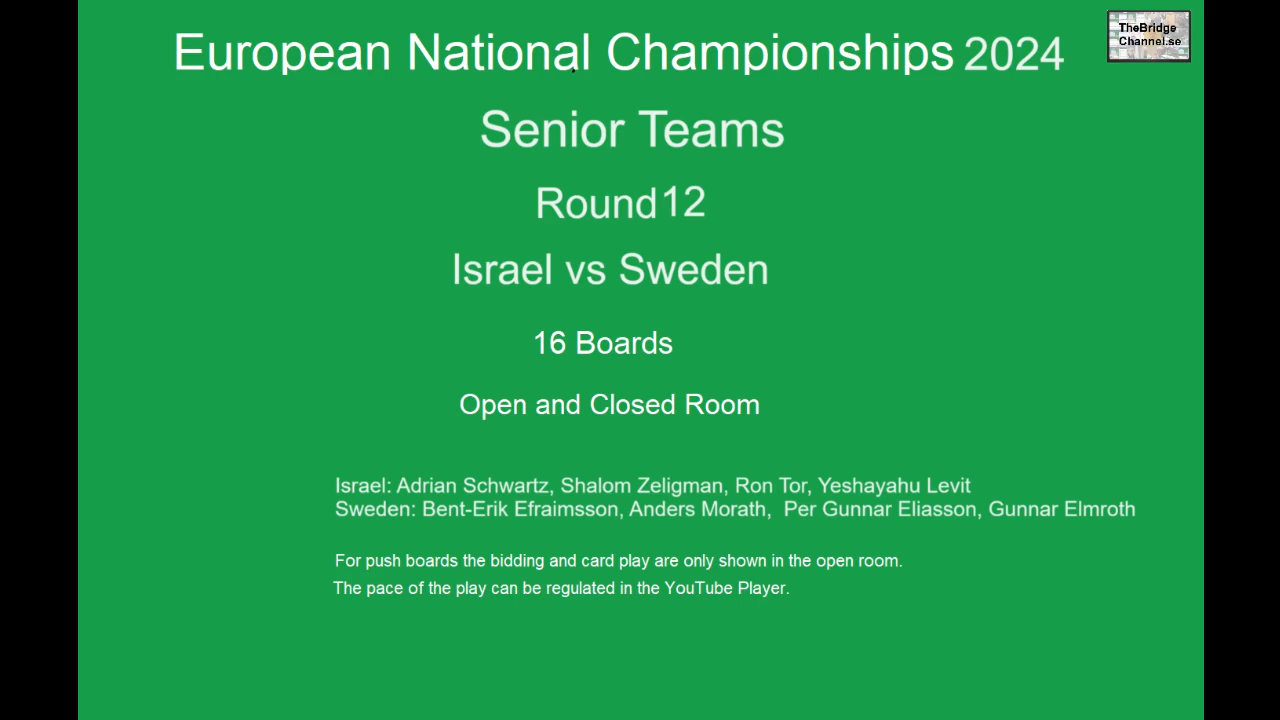 European National Championships 2024
TheBridge
Channel.se
Senior Teams
Round 12
Israel vs Sweden
16 Boards
Open and Closed Room
Israel: Adrian Schwartz, Shalom Zeligman, Ron Tor, Yeshayahu Levit
Sweden: Bent-Erik Efraimsson, Anders Morath,  Per Gunnar Eliasson, Gunnar Elmroth
For push boards the bidding and card play are only shown in the open room.
The pace of the play can be regulated in the YouTube Player.